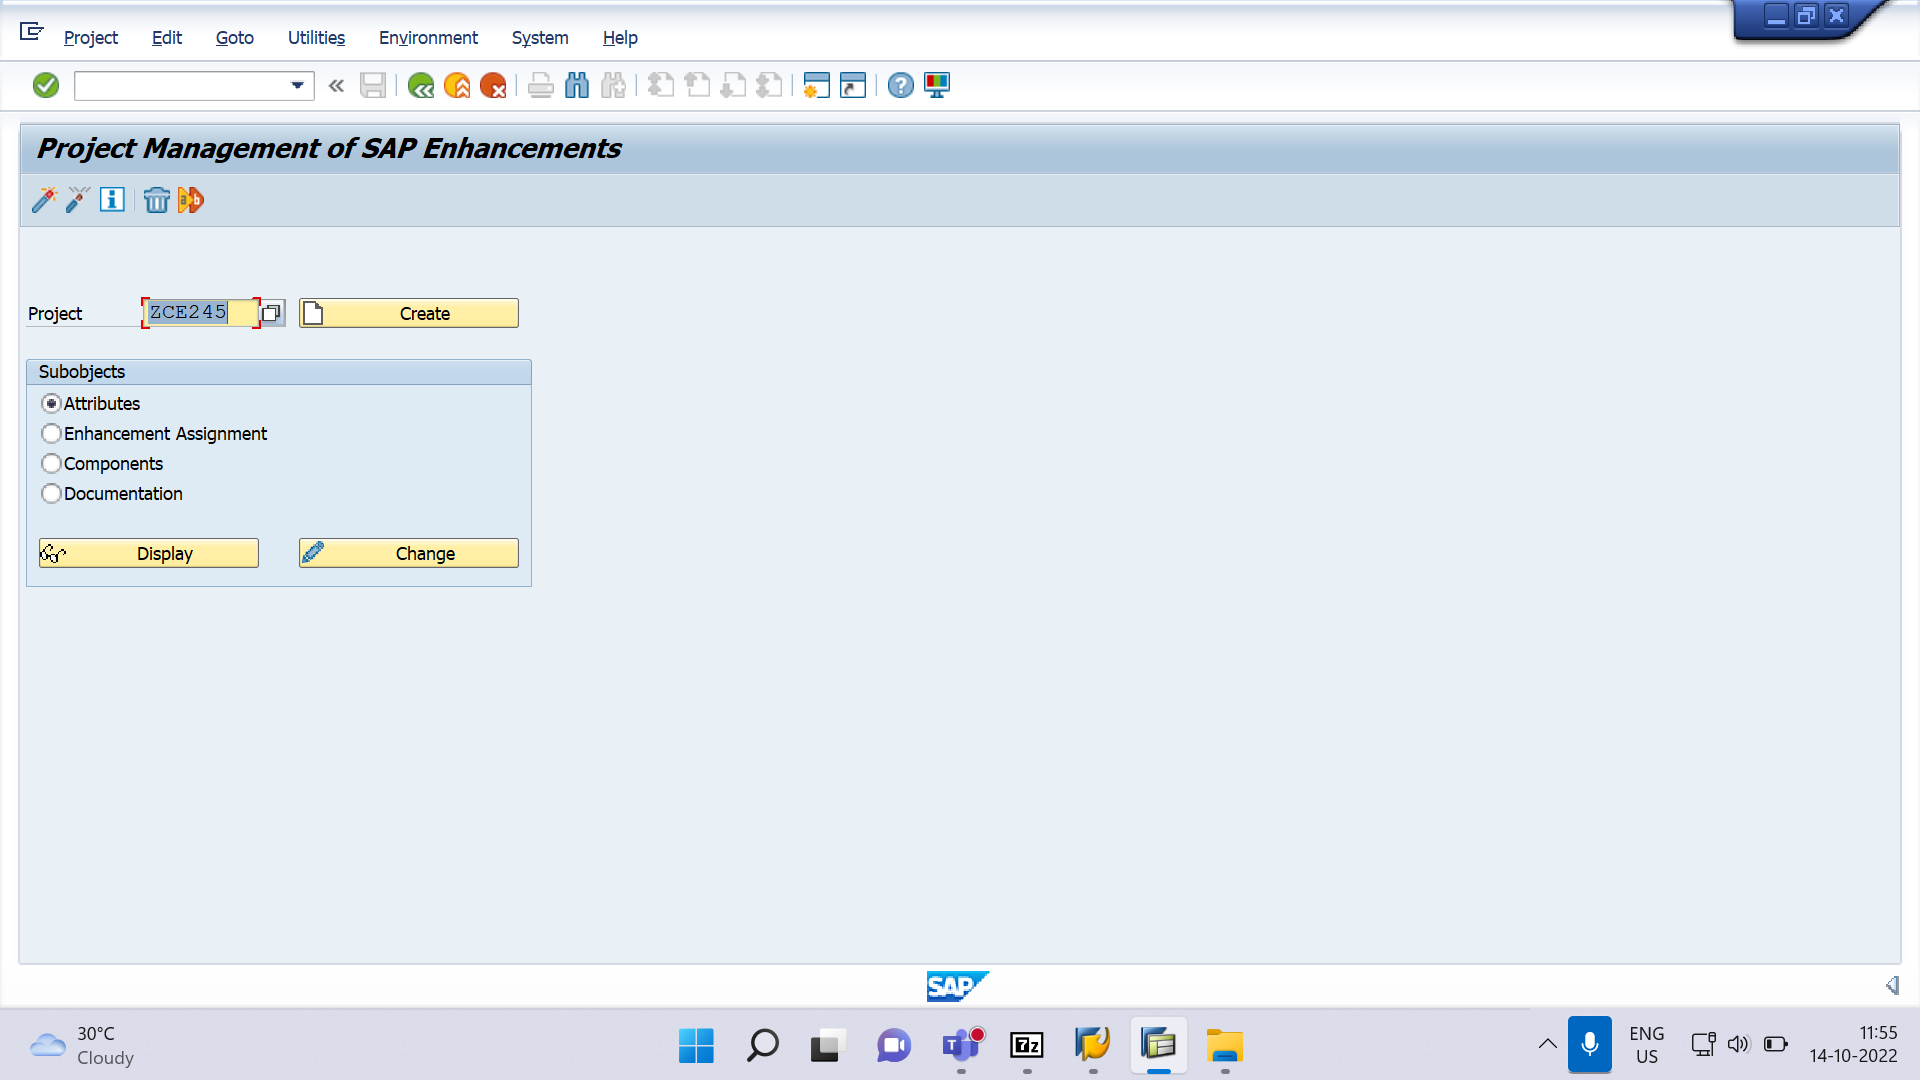 Project Edit Goto Utilities Environment System Help
Project Management of SAP Enhancements
Project ZCE245 Create
Subobjects
Attributes
Enhancement Assignment
Components
Documentation
Display Change
SAP
30°C
Cloudy
7z
ENG
US
11:55
14-10-2022